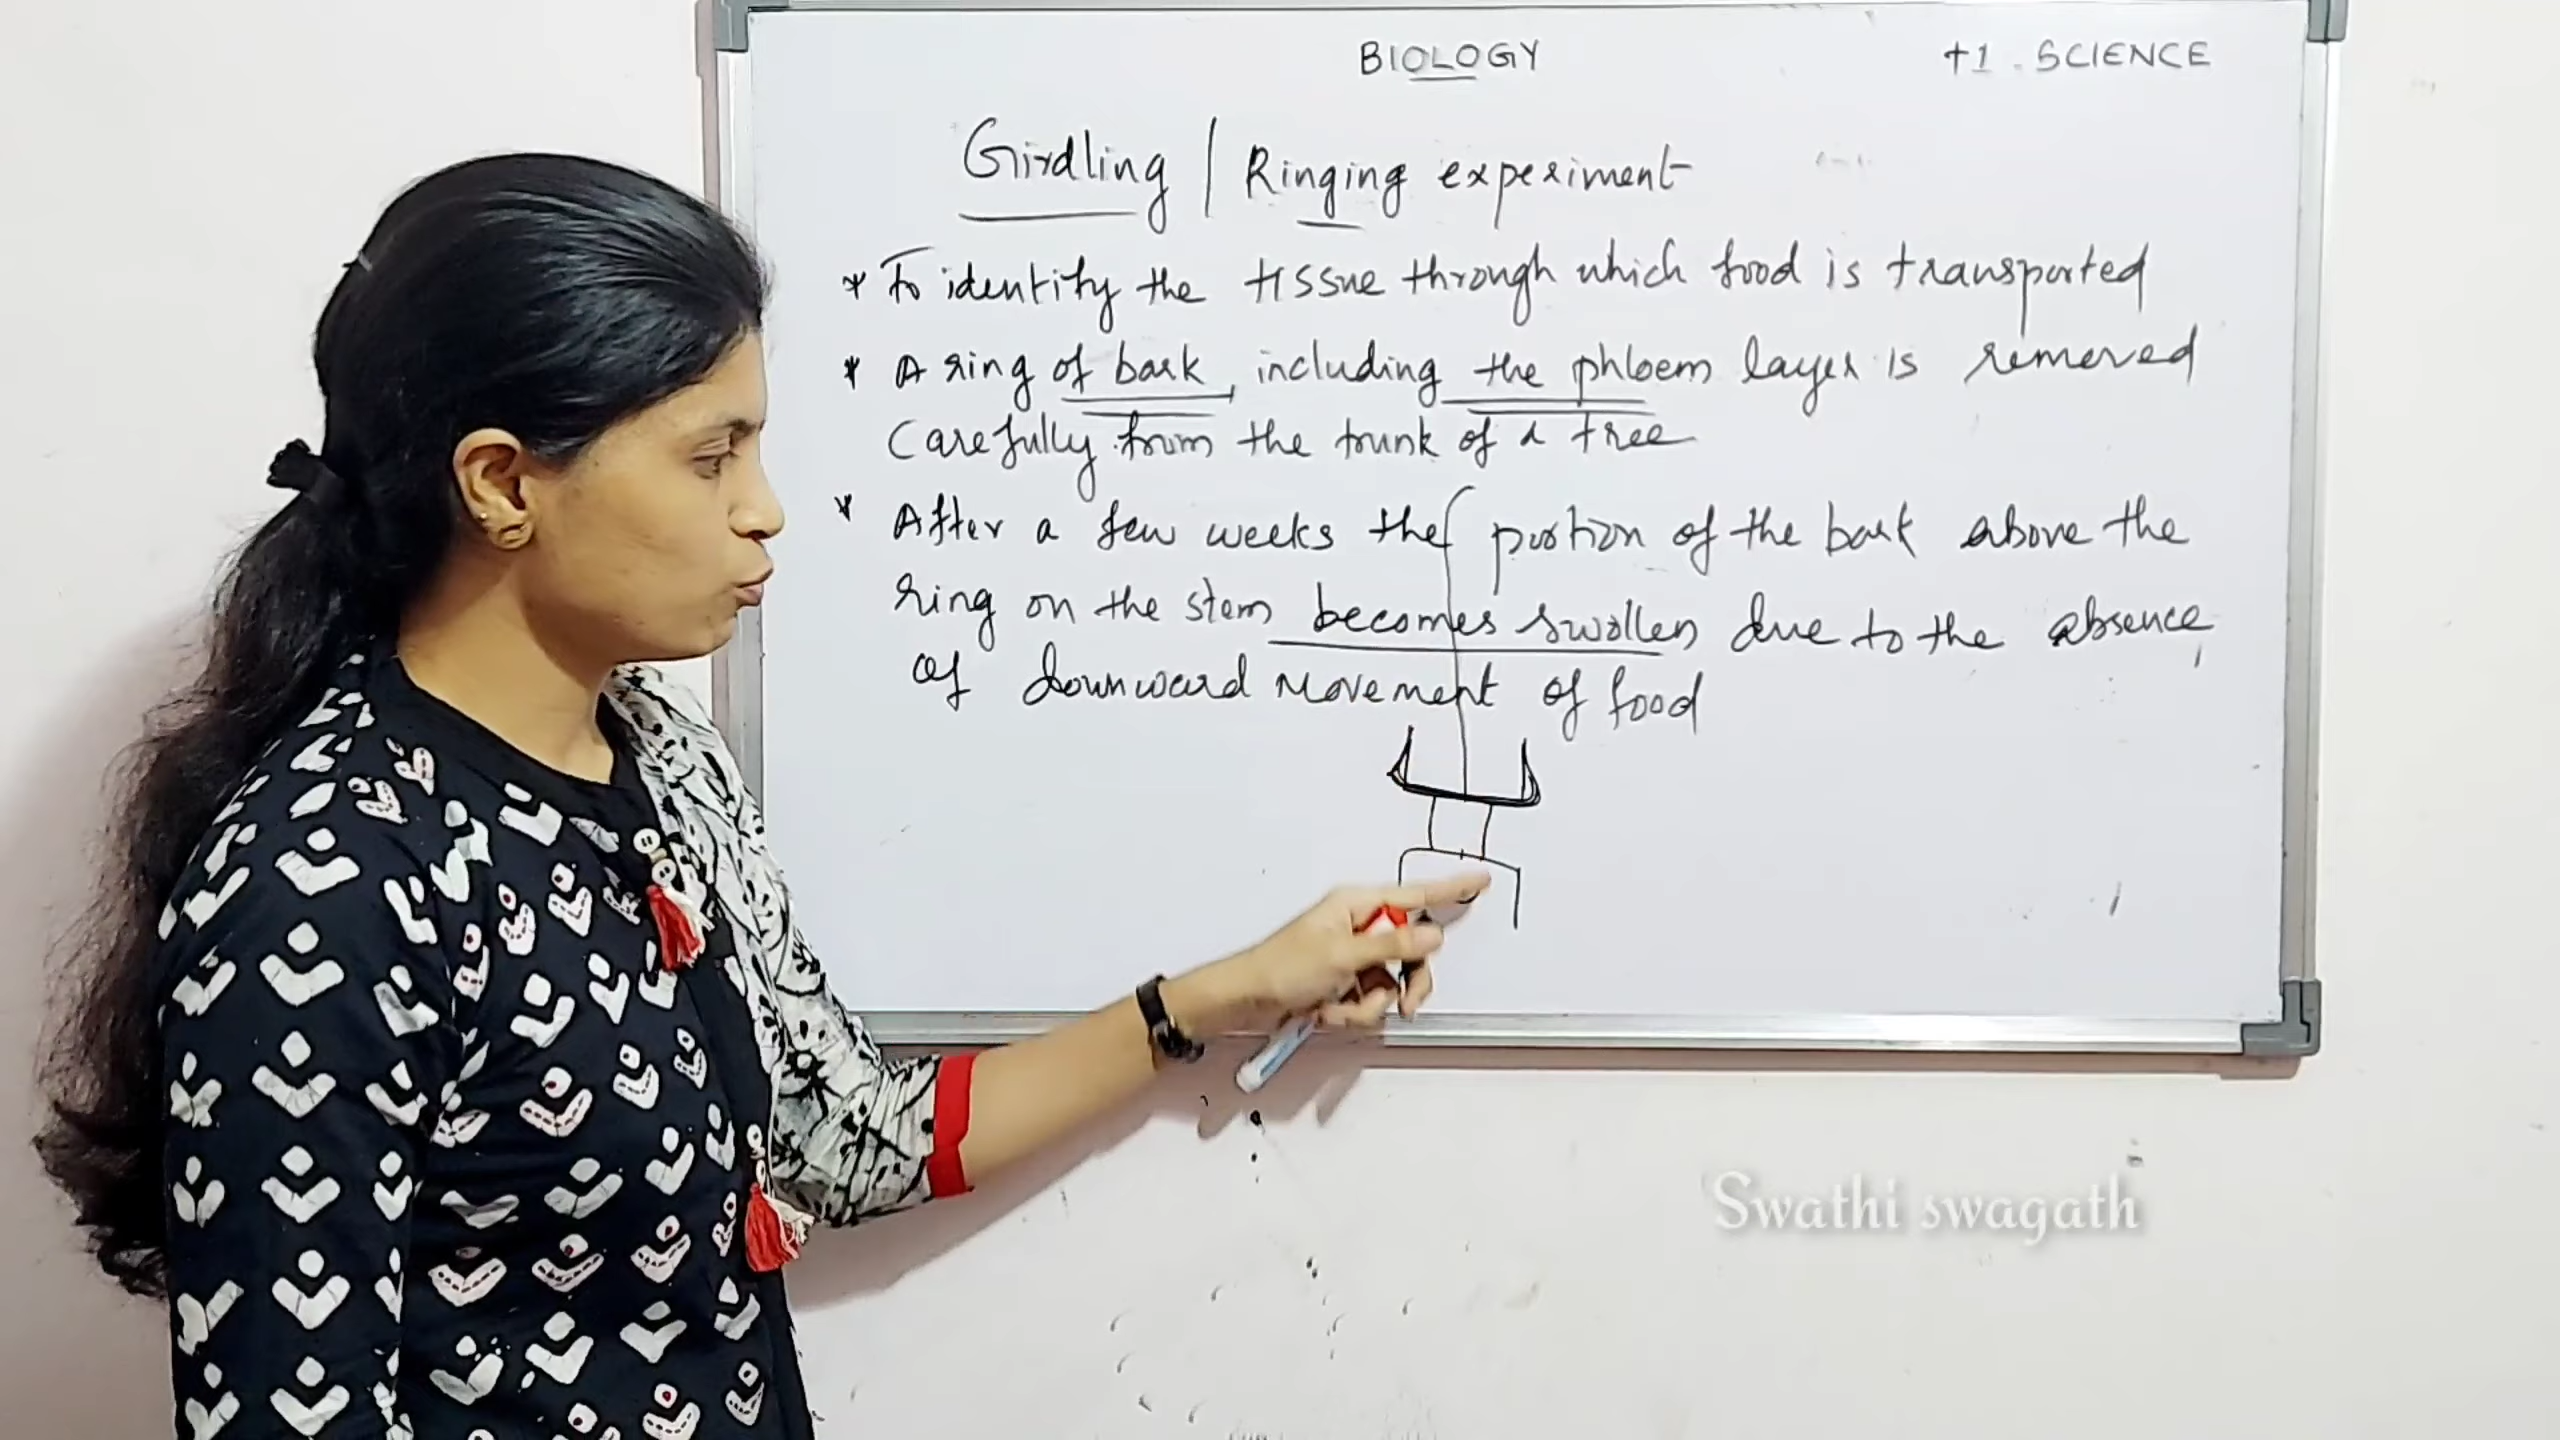 BIOLOGY
+1. SCIENCE
Girdling | Ringing experiment
* To identify the tissue through which food is transported
* A ring of bark, including the phloem layer is removed
Carefully from the trunk of a tree
* After a few weeks the portion of the bark above the
ring on the stem becomes swollen due to the absence
of downward Movement of food
Swathi swagath